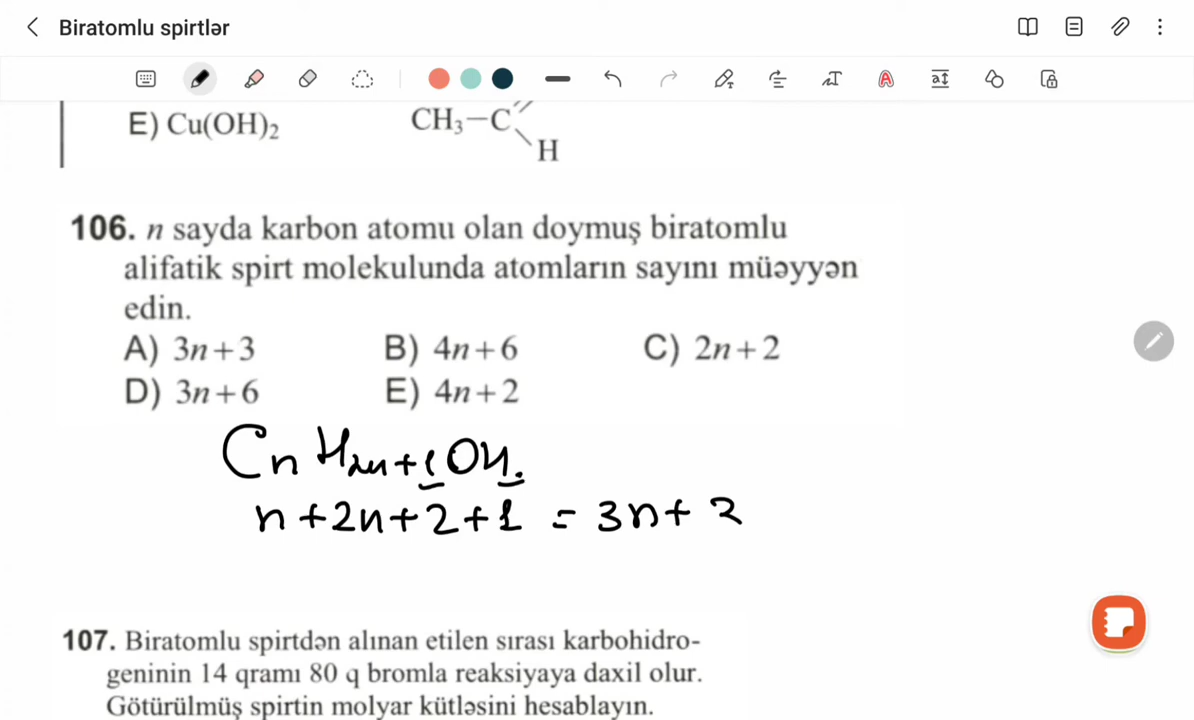 Biratomlu spirtlər
E) Cu(OH)2
CH3—C
H
106. n sayda karbon atomu olan doymuş biratomlu
alifatik spirt molekulunda atomların sayını müəyyən
edin.
A) 3n+3 B) 4n+6 C) 2n+2
D) 3n+6 E) 4n+2
CnH2n+1OH.
n+2n+2+1 = 3n+3
107. Biratomlu spirtdən alınan etilen sırası karbohidro-
geninin 14 qramı 80 q bromla reaksiyaya daxil olur.
Götürülmüş spirtin molyar kütləsini hesablayın.